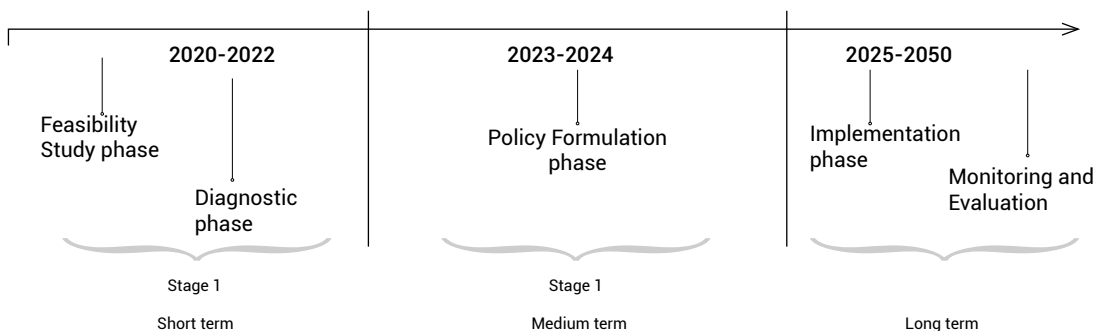 2020-2022
2023-2024
2025-2050
Feasibility
Study phase
Diagnostic
phase
Policy Formulation
phase
Implementation
phase
Monitoring and
Evaluation
Stage 1
Stage 1
Short term
Medium term
Long term